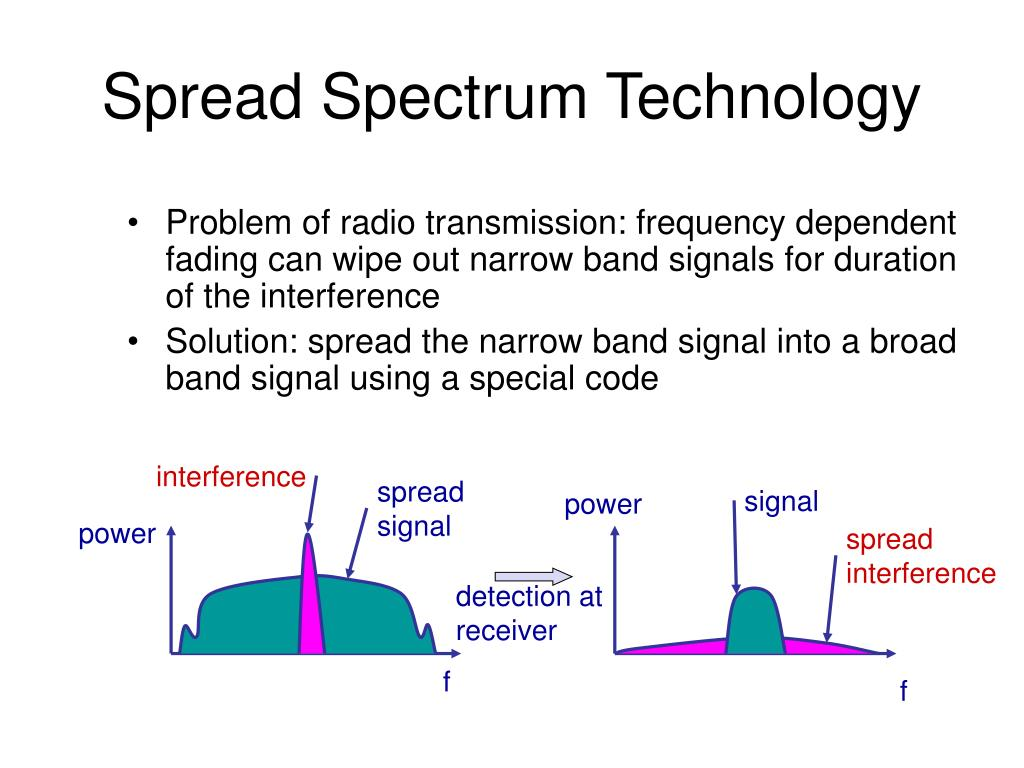 Spread Spectrum Technology
• Problem of radio transmission: frequency dependent
fading can wipe out narrow band signals for duration
of the interference
• Solution: spread the narrow band signal into a broad
band signal using a special code
interference
spread
signal
power
detection at
receiver
f
power
signal
spread
interference
f